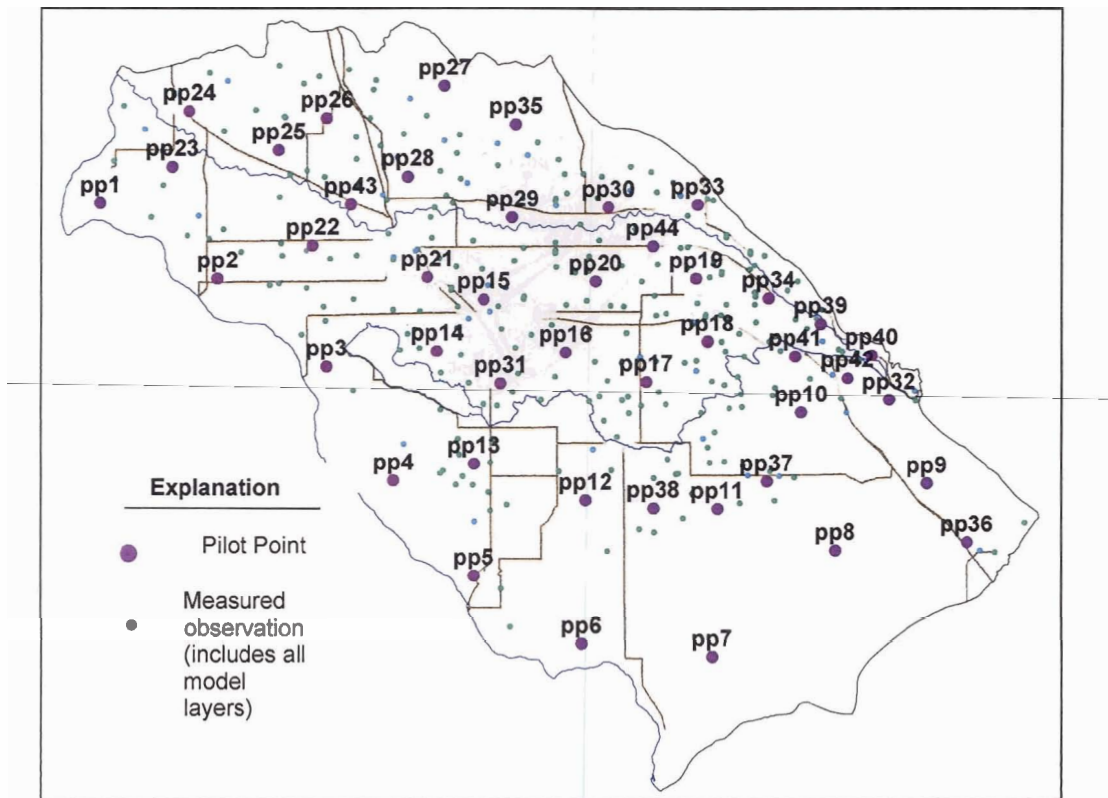 pp27
pp24
pp26
pp35
pp25
pp23
pp28
pp1
pp43
pp30
pp33
pp29
pp22
pp44
pp2
pp21
pp20
pp19
pp15
pp34
pp39
pp14
pp16
pp18
pp41
pp40
pp3
pp31
pp17
pp42
pp32
pp10
pp13
pp4
pp37
pp9
Explanation
pp12
pp38
pp11
pp36
Pilot Point
pp8
pp5
Measured
observation
(includes all
model
layers)
pp6
pp7